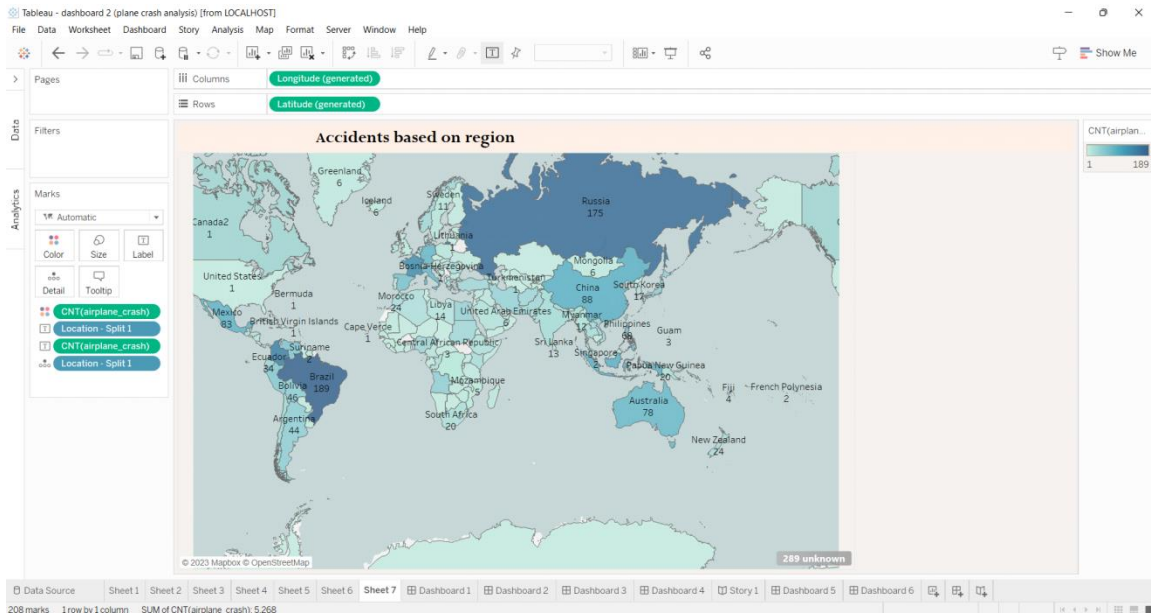 Tableau - dashboard 2 (plane crash analysis) [from LOCALHOST]
File Data Worksheet Dashboard Story Analysis Map Format Server Window Help
Show Me
Pages
Columns
Longitude (generated)
Rows
Latitude (generated)
Data
Analytics
Filters
Marks
Automatic
Color Size Label
Detail Tooltip
CNT(airplane_crash)
Location - Split 1
CNT(airplane_crash)
Location - Split 1
Accidents based on region
Greenland
6
Iceland
6
Sweden
11
Russia
175
Canada2
1
Lithuania
1
Bosnia-Herzegovina
Mongolia
6
United States
1
Turkmenistan
1
China
88
South Korea
17
Bermuda
1
Morocco
24
Libya
14
United Arab Emirates
Mexico
83
British Virgin Islands
1
Cape Verde
1
Myanmar
12
Philippines
Guam
3
Central African Republic
3
Sri Lanka
13
Suriname
2
Ecuador
34
Singapore
2
Papua New Guinea
20
Brazil
189
Bolivia
46
Mozambique
5
Fiji
4
French Polynesia
2
Australia
78
Argentina
44
South Africa
20
New Zealand
24
© 2023 Mapbox © OpenStreetMap
289 unknown
CNT(airplan...
1 189
Data Source Sheet 1 Sheet 2 Sheet 3 Sheet 4 Sheet 5 Sheet 6 Sheet 7 Dashboard 1 Dashboard 2 Dashboard 3 Dashboard 4 Story 1 Dashboard 5 Dashboard 6
208 marks 1 row by 1 column SUM of CNT(airplane_crash): 5,268